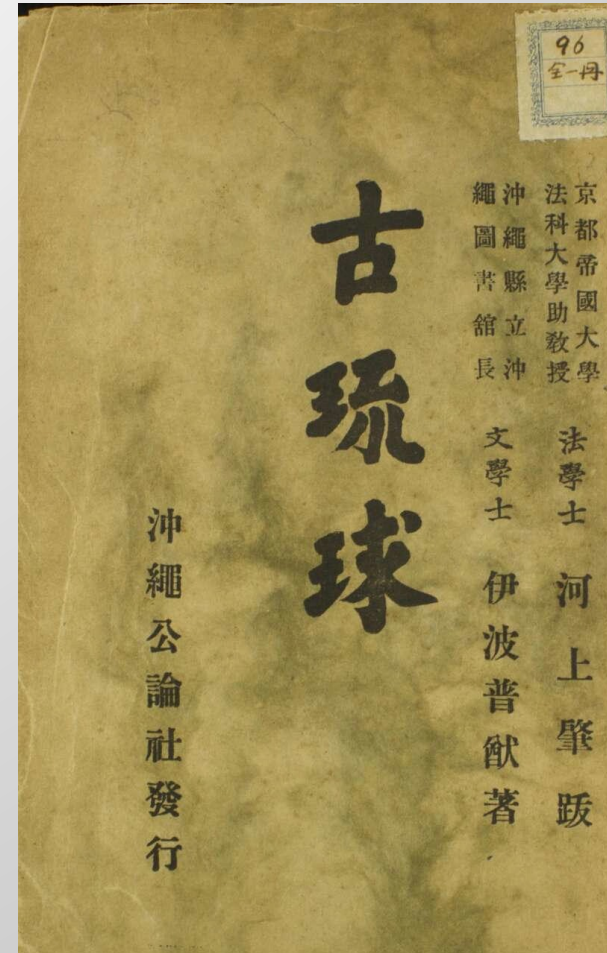 96
全一冊
京都帝國大學
法科大學助教授
法學士 河上肇跋
沖繩縣立沖
繩圖書館長
文學士 伊波普猷著
古琉球
沖繩公論社發行